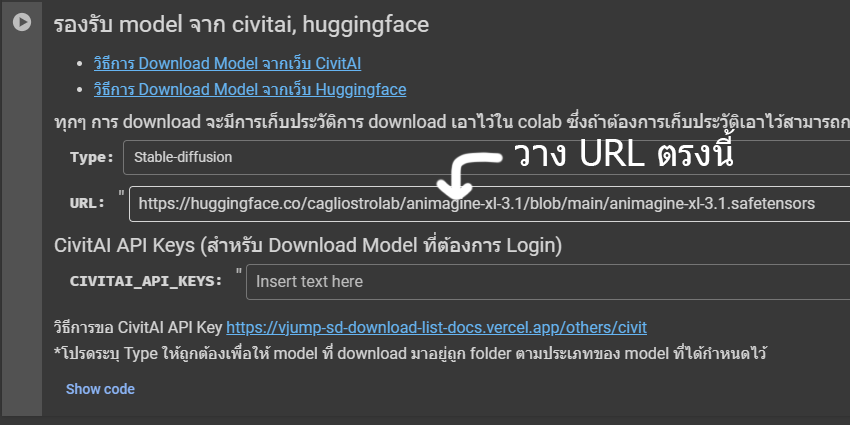 รองรับ model จาก civitai, huggingface
วิธีการ Download Model จากเว็บ CivitAI
วิธีการ Download Model จากเว็บ Huggingface
ทุกๆ การ download จะมีการเก็บประวัติการ download เอาไว้ใน colab ซึ่งถ้าต้องการเก็บประวัติเอาไว้สามารถก
Type: Stable-diffusion
วาง URL ตรงนี้
URL: " https://huggingface.co/cagliostrolab/animagine-xl-3.1/blob/main/animagine-xl-3.1.safetensors
CivitAI API Keys (สำหรับ Download Model ที่ต้องการ Login)
CIVITAI_API_KEYS: " Insert text here
วิธีการขอ CivitAI API Key https://vjump-sd-download-list-docs.vercel.app/others/civit
*โปรดระบุ Type ให้ถูกต้องเพื่อให้ model ที่ download มาอยู่ถูก folder ตามประเภทของ model ที่ได้กำหนดไว้
Show code